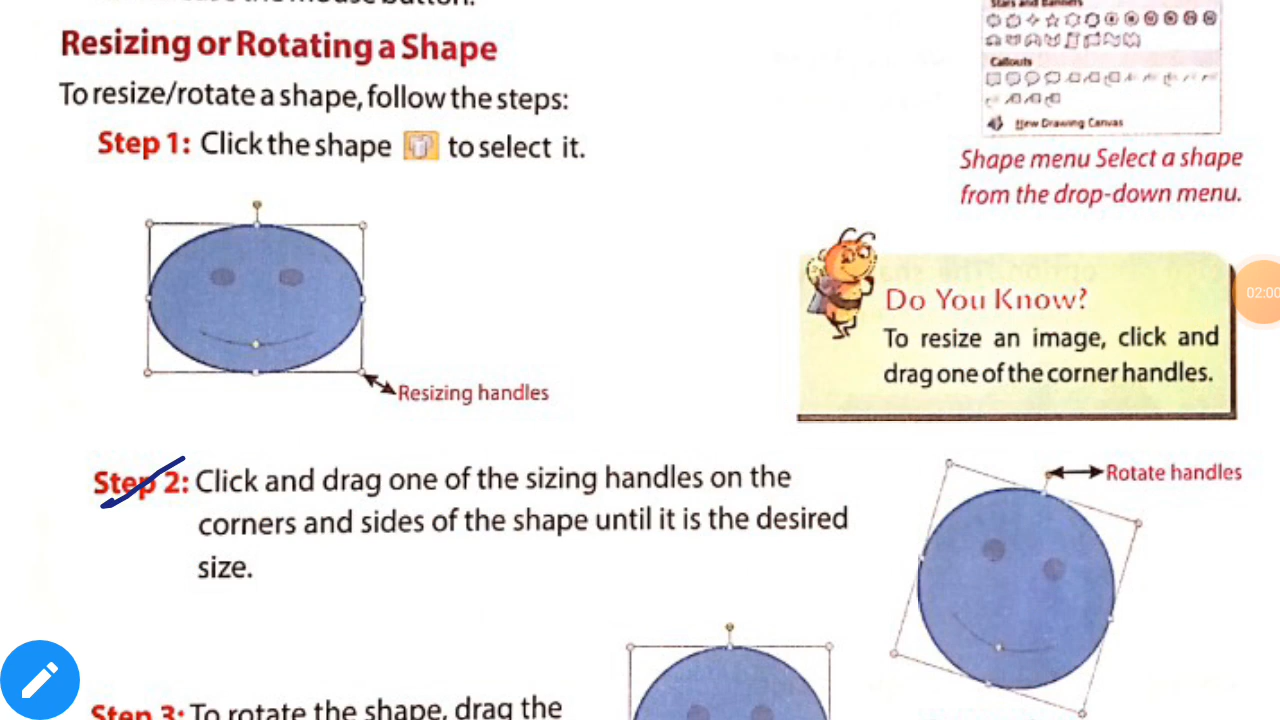 Resizing or Rotating a Shape
To resize/rotate a shape, follow the steps:
Step 1: Click the shape to select it.
Resizing handles
Step 2: Click and drag one of the sizing handles on the
corners and sides of the shape until it is the desired
size.
Step 3: To rotate the shape, drag the
Stars and Banners
Callouts
New Drawing Canvas
Shape menu Select a shape
from the drop-down menu.
Do You Know?
To resize an image, click and
drag one of the corner handles.
02:00
Rotate handles